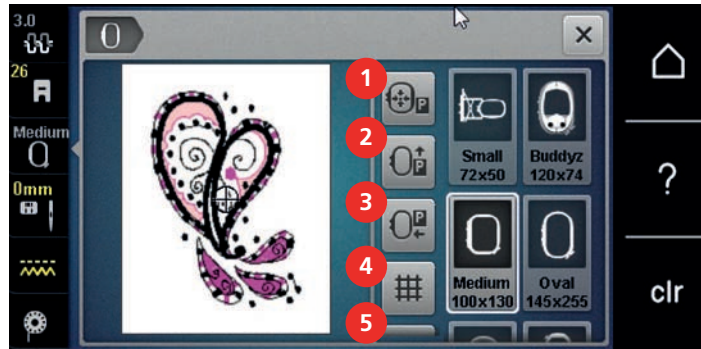 3.0
26
Medium
0mm
1
P
2
P
3
P
4
5
Small
72x50
Buddyz
120x74
Medium
100x130
Oval
145x255
?
clr